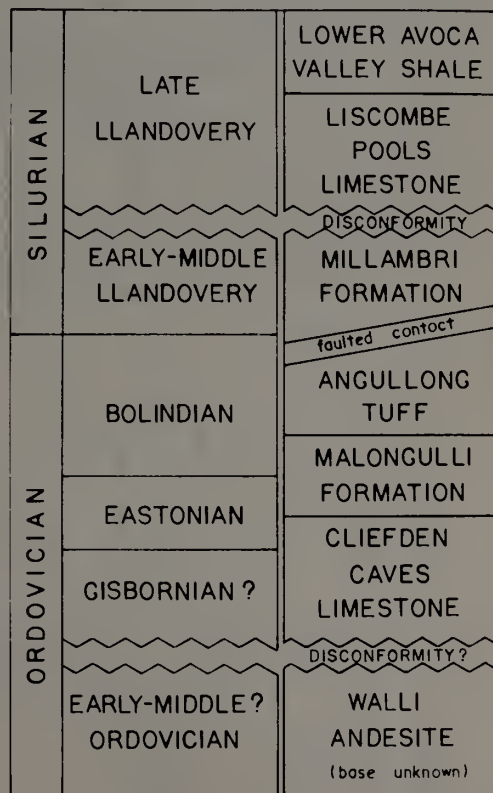 SILURIAN
LATE
LLANDOVERY
EARLY-MIDDLE
LLANDOVERY
ORDOVICIAN
BOLINDIAN
EASTONIAN
GISBORNIAN ?
EARLY-MIDDLE?
ORDOVICIAN
LOWER AVOCA
VALLEY SHALE
LISCOMBE
POOLS
LIMESTONE
DISCONFORMITY
MILLAMBRI
FORMATION
faulted contoct
ANGULLONG
TUFF
MALONGULLI
FORMATION
CLIEFDEN
CAVES
LIMESTONE
DISCONFORMITY?
WALLI
ANDESITE
(base unknown)